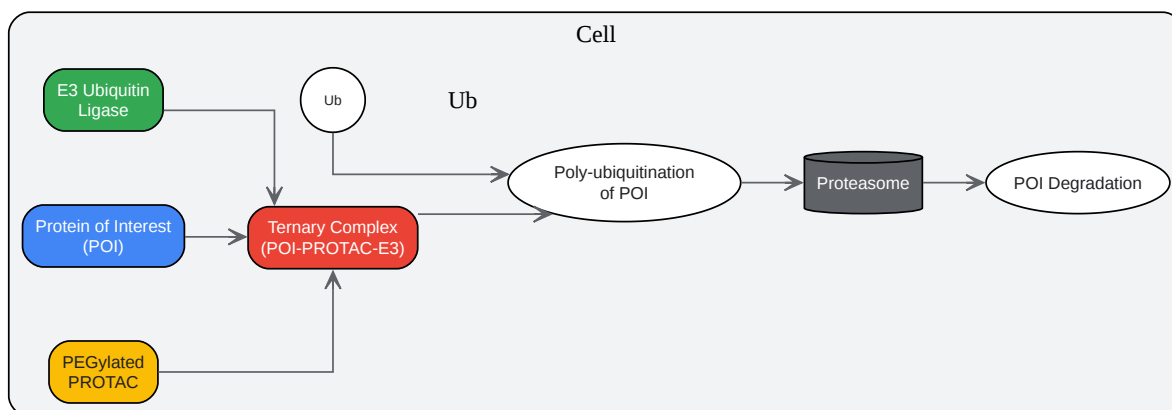 Cell
E3 Ubiquitin
Ligase
Ub
Ub
Poly-ubiquitination
of POI
Proteasome
POI Degradation
Protein of Interest
(POI)
Ternary Complex
(POI-PROTAC-E3)
PEGylated
PROTAC